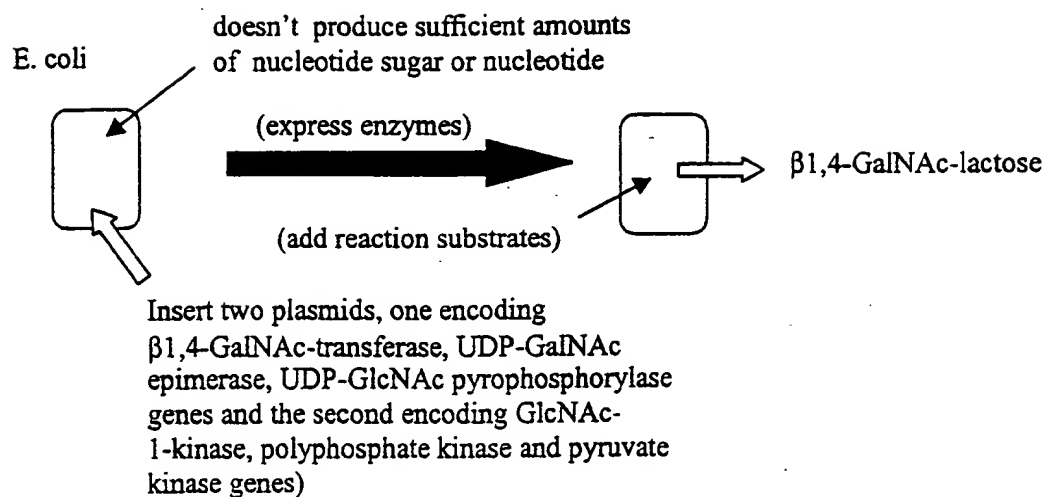 doesn't produce sufficient amounts
E. coli
of nucleotide sugar or nucleotide
(express enzymes)
β1,4-GalNAc-lactose
(add reaction substrates)
Insert two plasmids, one encoding
β1,4-GalNAc-transferase, UDP-GalNAc
epimerase, UDP-GlcNAc pyrophosphorylase
genes and the second encoding GlcNAc-
1-kinase, polyphosphate kinase and pyruvate
kinase genes)